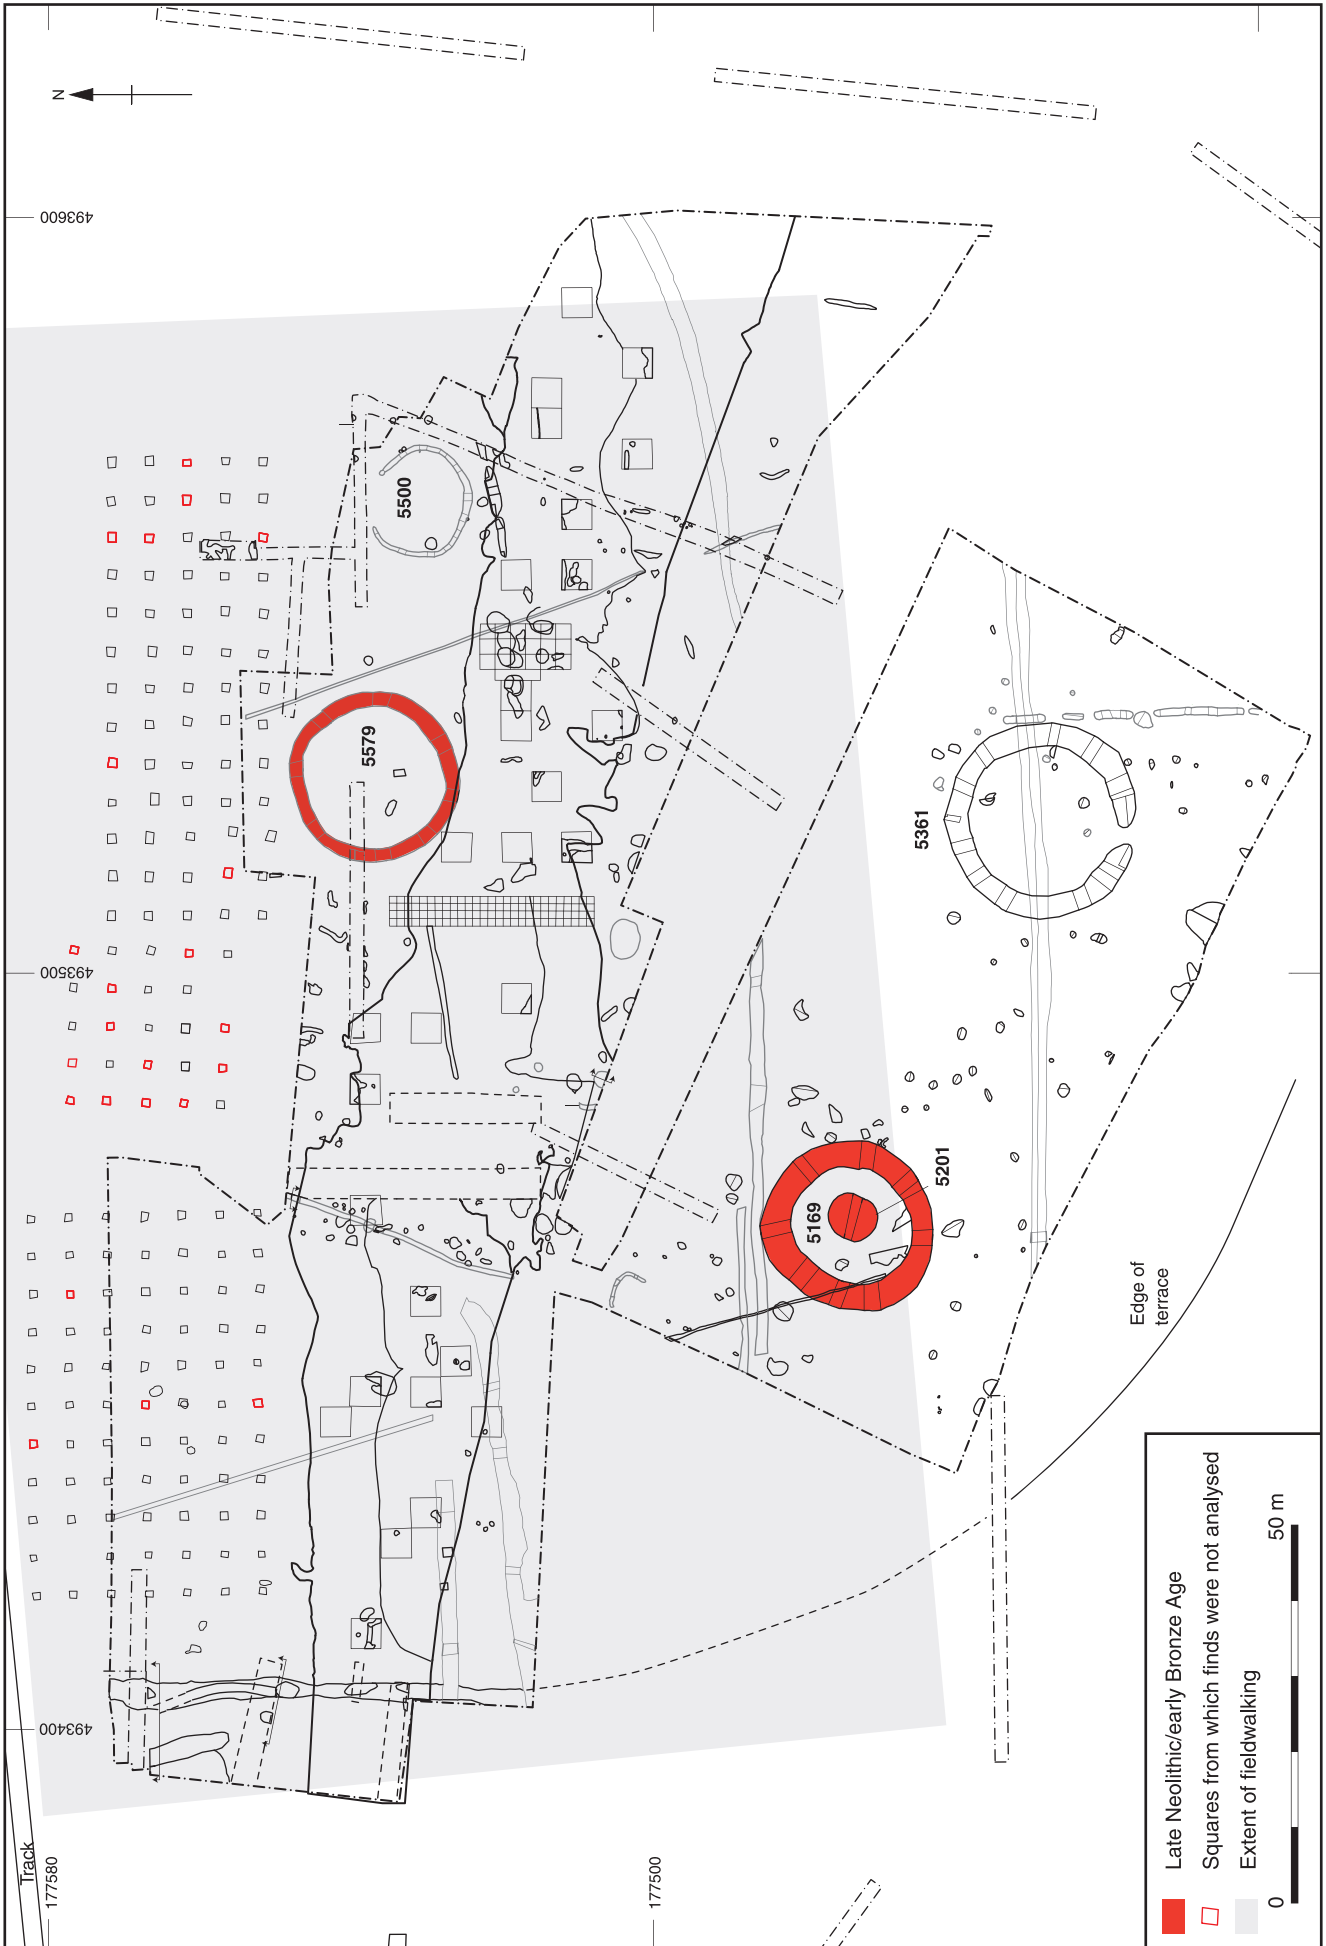 N
493600
493500
493400
5500
5579
5361
5169
5201
Edge of
terrace
Track
177580
177500
Late Neolithic/early Bronze Age
Squares from which finds were not analysed
Extent of fieldwalking
0
50 m